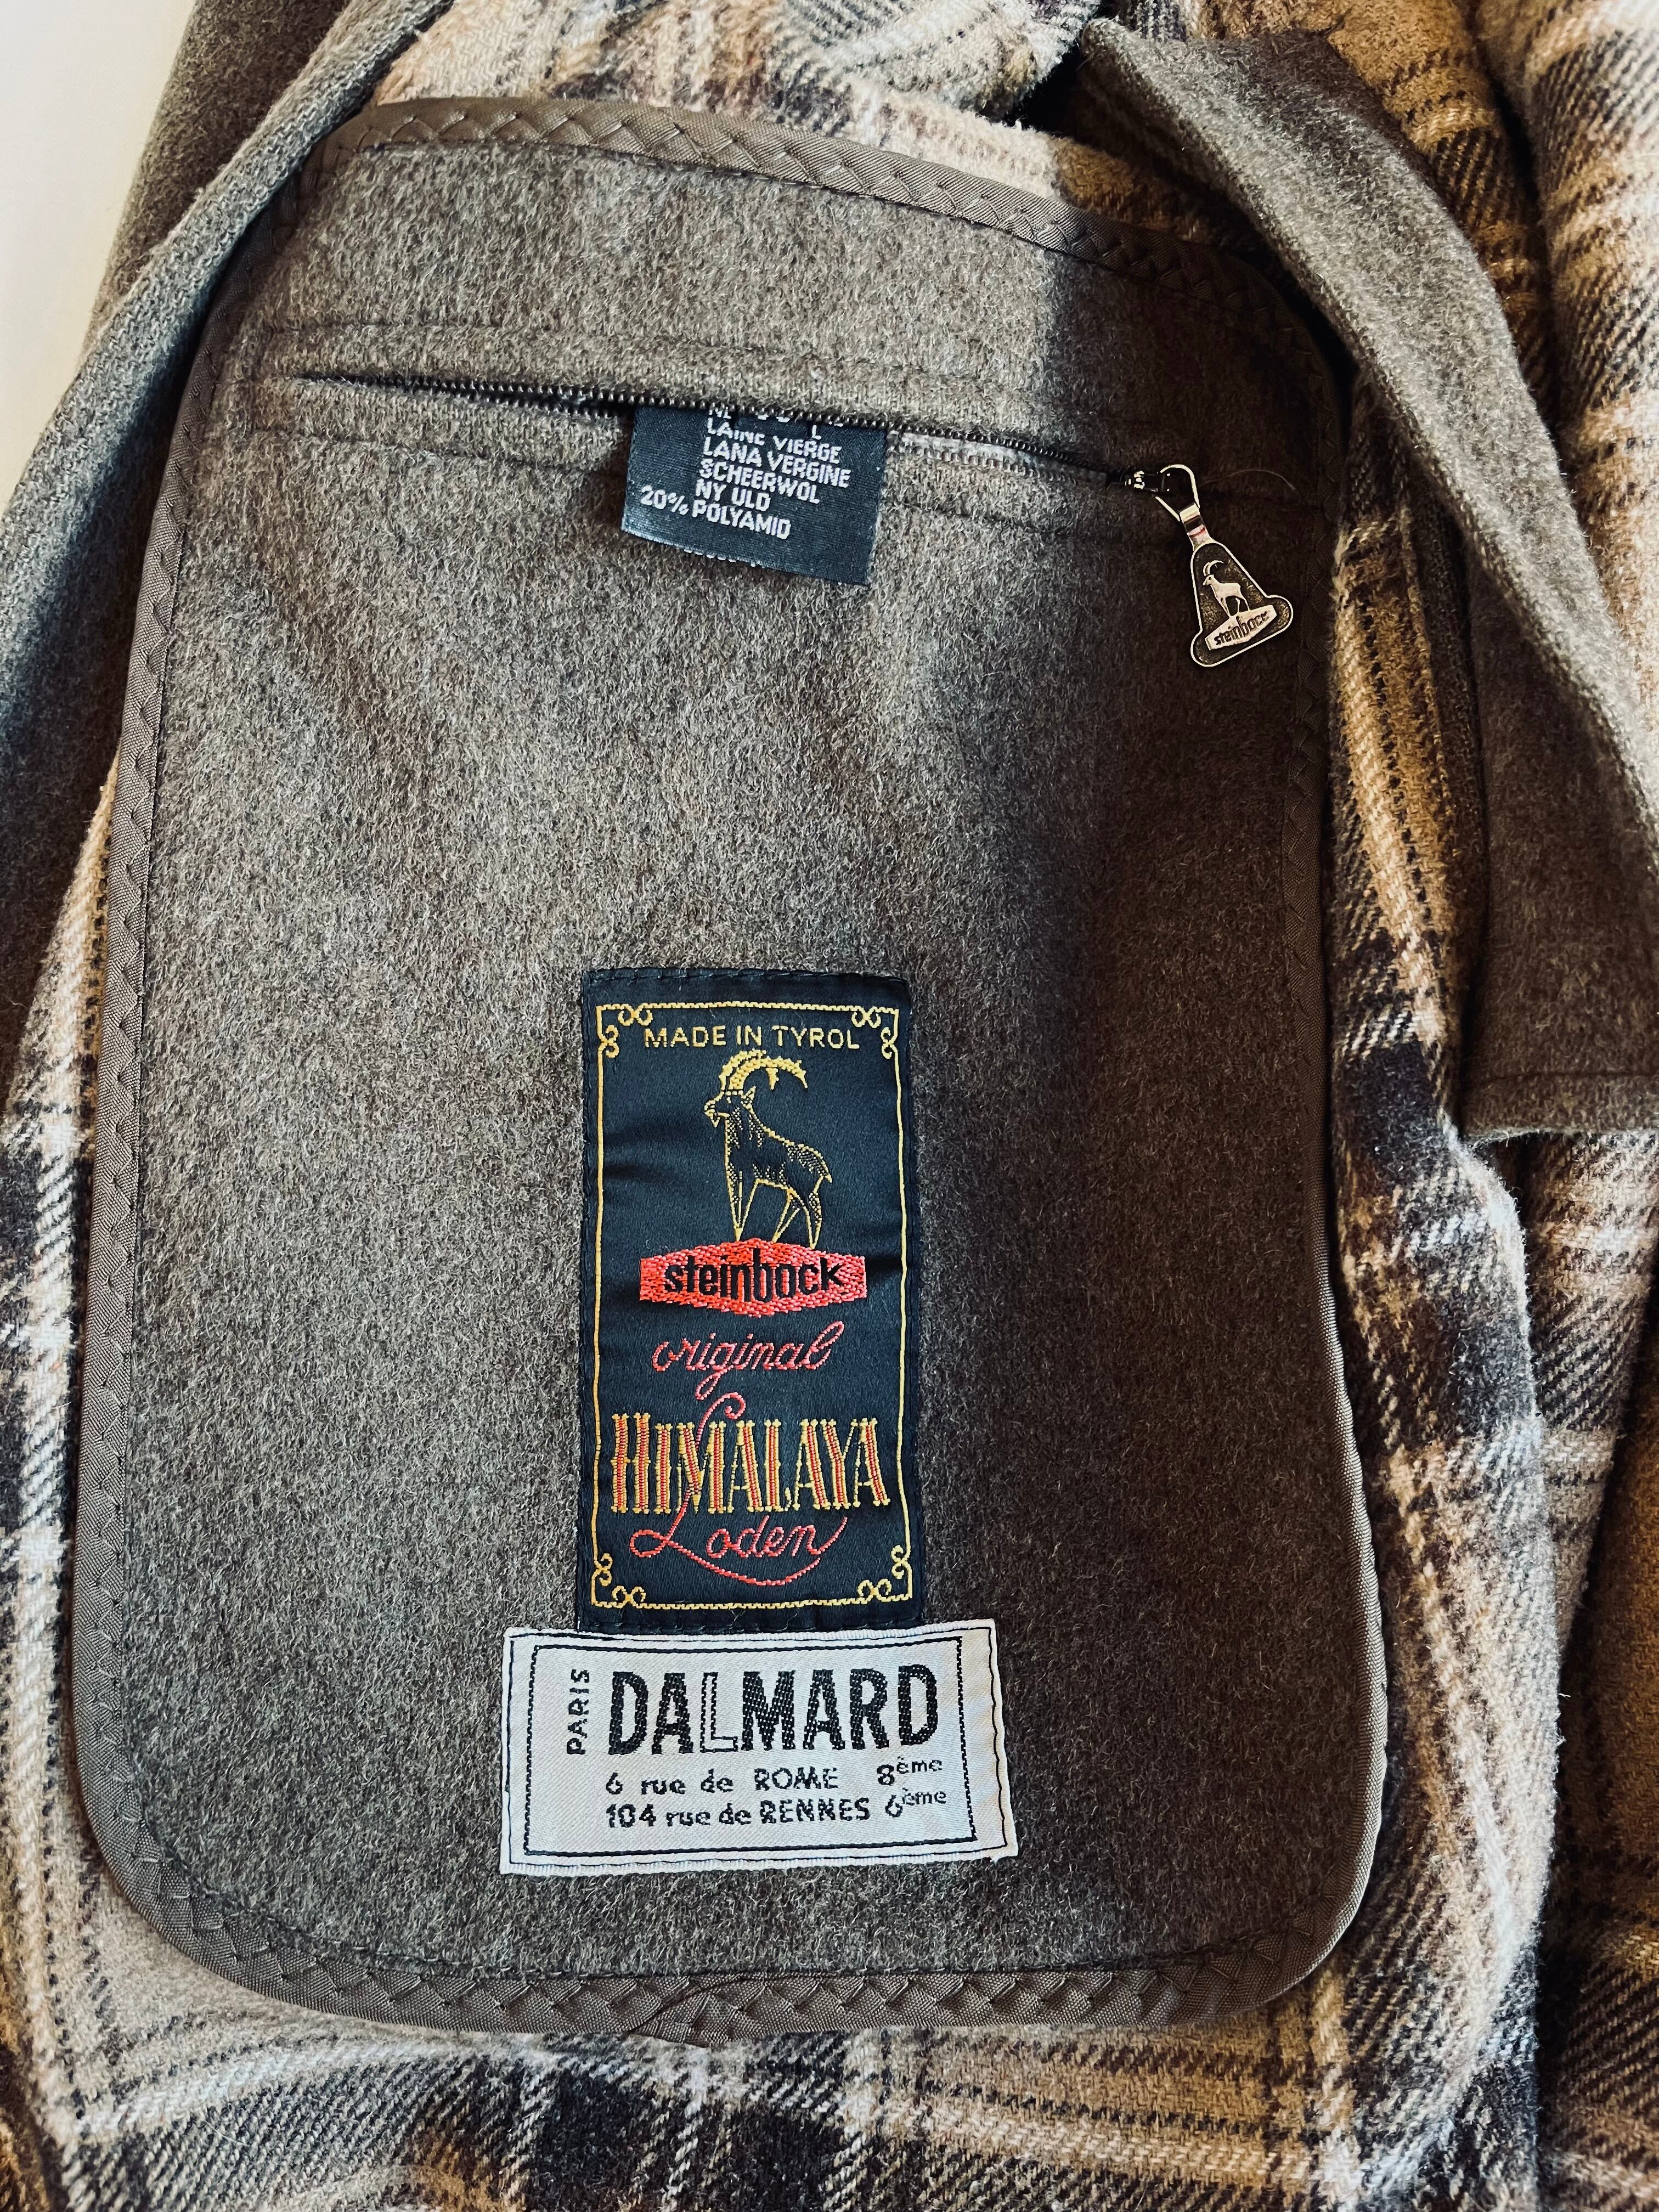 LAINE VIERGE
LANA VERGINE
SCHEERWOL
NY ULD
20% POLYAMID
steinbock
MADE IN TYROL
steinbock
original
HIMALAYA
Loden
PARIS
DALMARD
6 rue de ROME 8ème
104 rue de RENNES 6ème